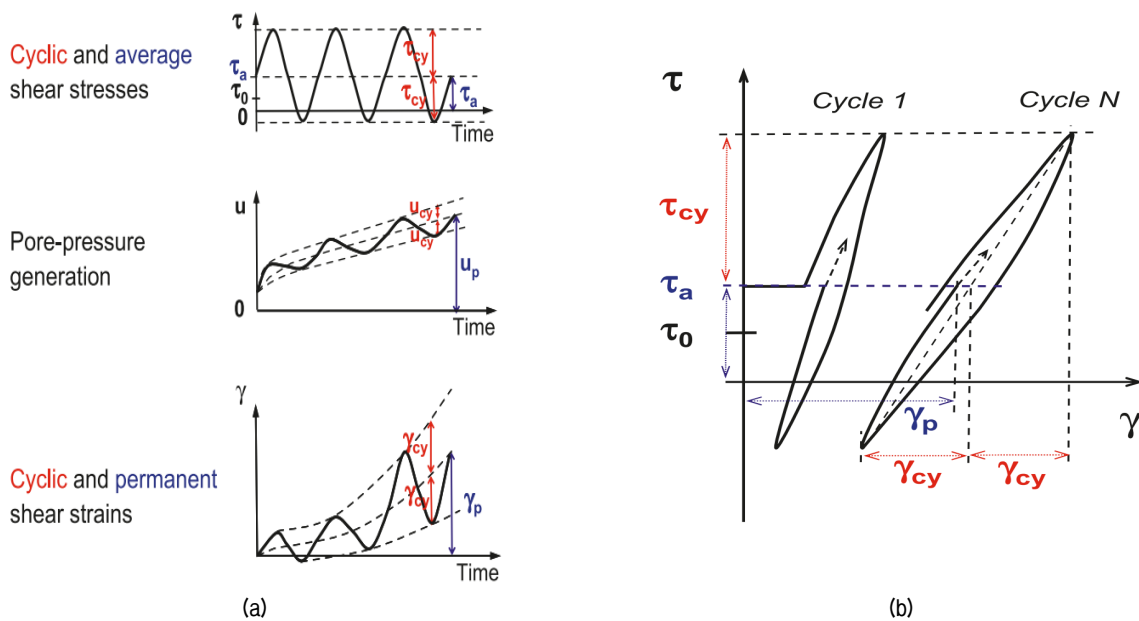 τ
Cyclic and average
shear stresses
τcy
τa
τ0
τcy
τa
0
Time
u
ucy
ucy
Pore-pressure
generation
up
0
Time
γ
γcy
γcy
Cyclic and permanent
shear strains
γp
Time
(a)
τ
Cycle 1
Cycle N
τcy
τa
τ0
γp
γ
γcy
γcy
(b)